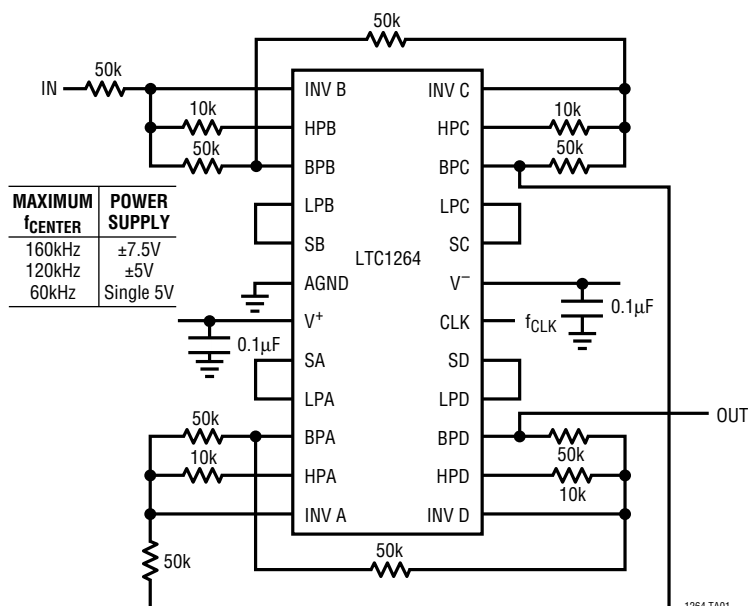 50k
IN
50k
10k
50k
INV B
HPB
BPB
LPB
SB
AGND
V+
SA
LPA
BPA
HPA
INV A
LTC1264
INV C
HPC
BPC
LPC
SC
V−
CLK
SD
LPD
BPD
HPD
INV D
10k
50k
MAXIMUM fCENTER POWER SUPPLY
160kHz ±7.5V
120kHz ±5V
60kHz Single 5V
0.1µF
fCLK
0.1µF
OUT
50k
10k
50k
10k
50k
50k
1264 TA01